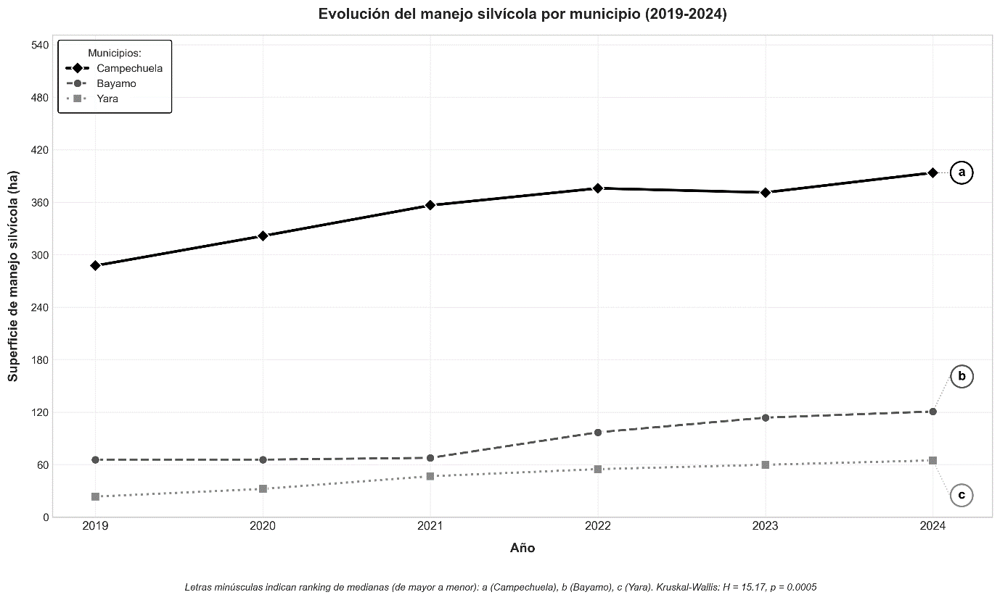 Evolución del manejo silvícola por municipio (2019-2024)
Municipios:
Campechuela
Bayamo
Yara
Superficie de manejo silvícola (ha)
540
480
420
360
300
240
180
120
60
0
a
b
c
2019
2020
2021
2022
2023
2024
Año
Letras minúsculas indican ranking de medianas (de mayor a menor): a (Campechuela), b (Bayamo), c (Yara). Kruskal-Wallis: H = 15.17, p = 0.0005